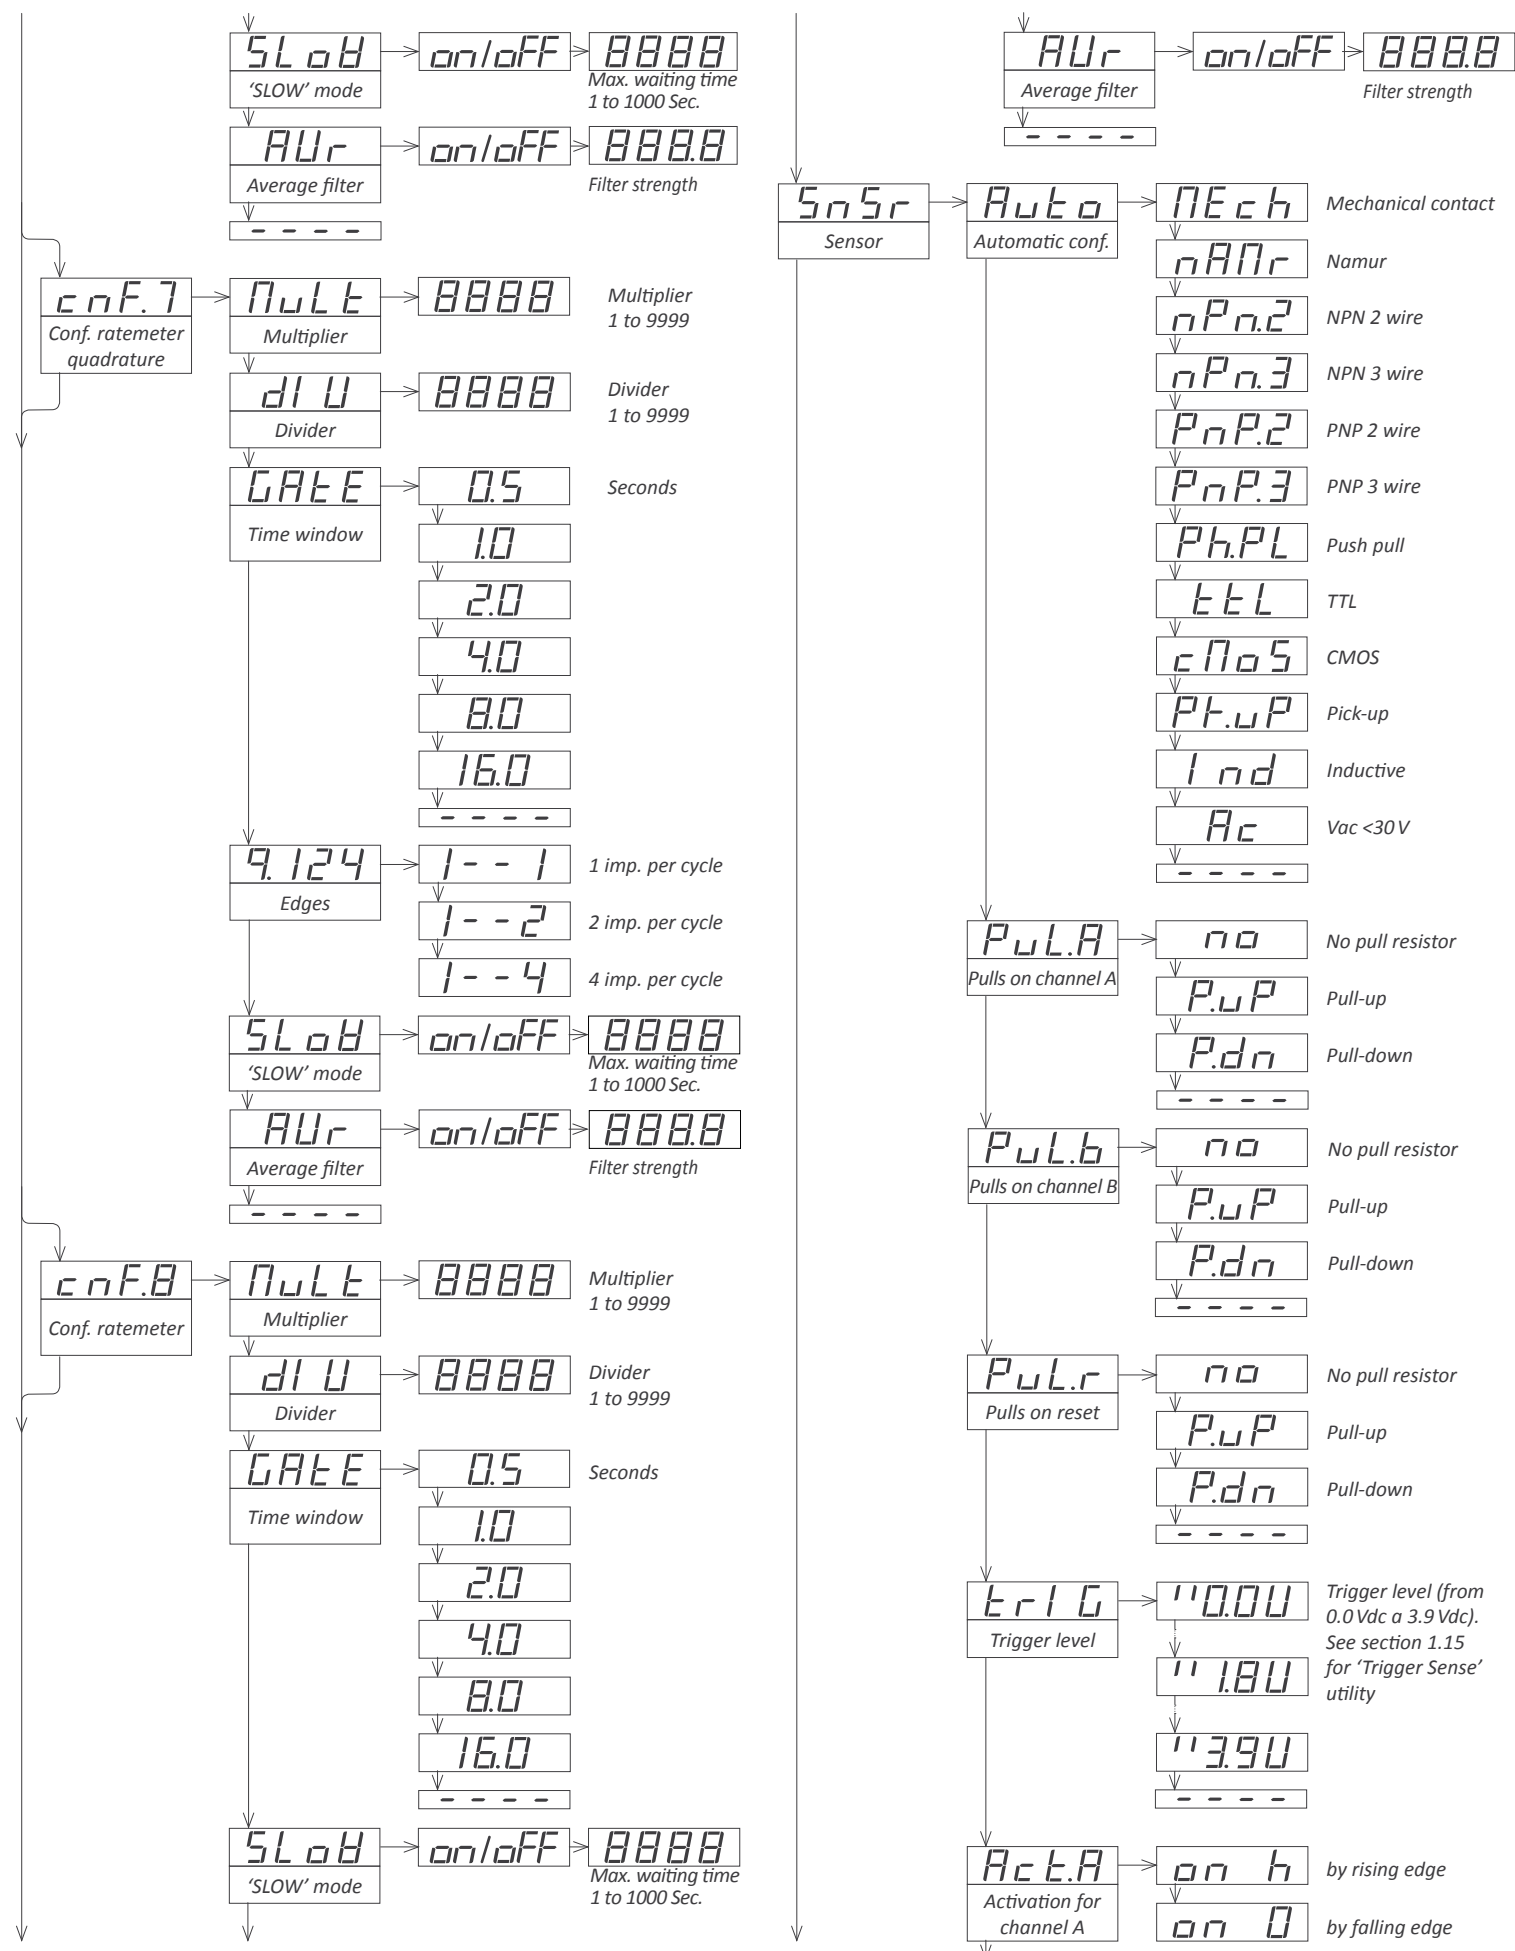 SLoW on/oFF 8888
'SLOW' mode
Max. waiting time
1 to 1000 Sec.
AVr on/oFF 888.8
Average filter
Filter strength
- - - -
cnF.7 MuLt 8888
Conf. ratemeter
quadrature
Multiplier
Multiplier
1 to 9999
dIV 8888
Divider
Divider
1 to 9999
GAtE 0.5
Time window
Seconds
1.0
2.0
4.0
8.0
16.0
- - - -
q.124 1--1
Edges
1 imp. per cycle
1--2
2 imp. per cycle
1--4
4 imp. per cycle
SLoW on/oFF 8888
'SLOW' mode
Max. waiting time
1 to 1000 Sec.
AVr on/oFF 888.8
Average filter
Filter strength
- - - -
cnF.8 MuLt 8888
Conf. ratemeter
Multiplier
Multiplier
1 to 9999
dIV 8888
Divider
Divider
1 to 9999
GAtE 0.5
Time window
Seconds
1.0
2.0
4.0
8.0
16.0
- - - -
SLoW on/oFF 8888
'SLOW' mode
Max. waiting time
1 to 1000 Sec.
AVr on/oFF 888.8
Average filter
Filter strength
- - - -
SnSr Auto MEch
Sensor
Automatic conf.
Mechanical contact
nAMr Namur
nPn.2 NPN 2 wire
nPn.3 NPN 3 wire
PnP.2 PNP 2 wire
PnP.3 PNP 3 wire
Ph.PL Push pull
ttL TTL
cMoS CMOS
Pk.uP Pick-up
Ind Inductive
Ac Vac <30 V
- - - -
PuL.A no
Pulls on channel A
No pull resistor
P.uP Pull-up
P.dn Pull-down
- - - -
PuL.b no
Pulls on channel B
No pull resistor
P.uP Pull-up
P.dn Pull-down
- - - -
PuL.r no
Pulls on reset
No pull resistor
P.uP Pull-up
P.dn Pull-down
- - - -
trIG "0.0V
Trigger level
Trigger level (from
0.0 Vdc a 3.9 Vdc).
See section 1.15
for 'Trigger Sense'
utility
"1.8V
"3.9V
- - - -
Act.A on h
Activation for
channel A
by rising edge
on 0 by falling edge